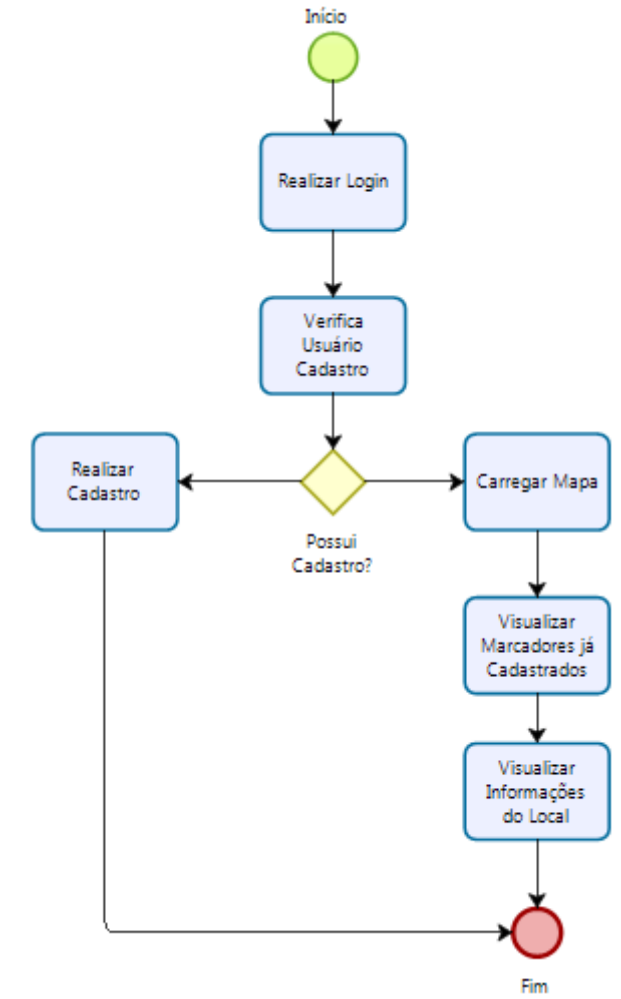 Início
Realizar Login
Verifica
Usuário
Cadastro
Realizar
Cadastro
Possui
Cadastro?
Carregar Mapa
Visualizar
Marcadores já
Cadastrados
Visualizar
Informações
do Local
Fim